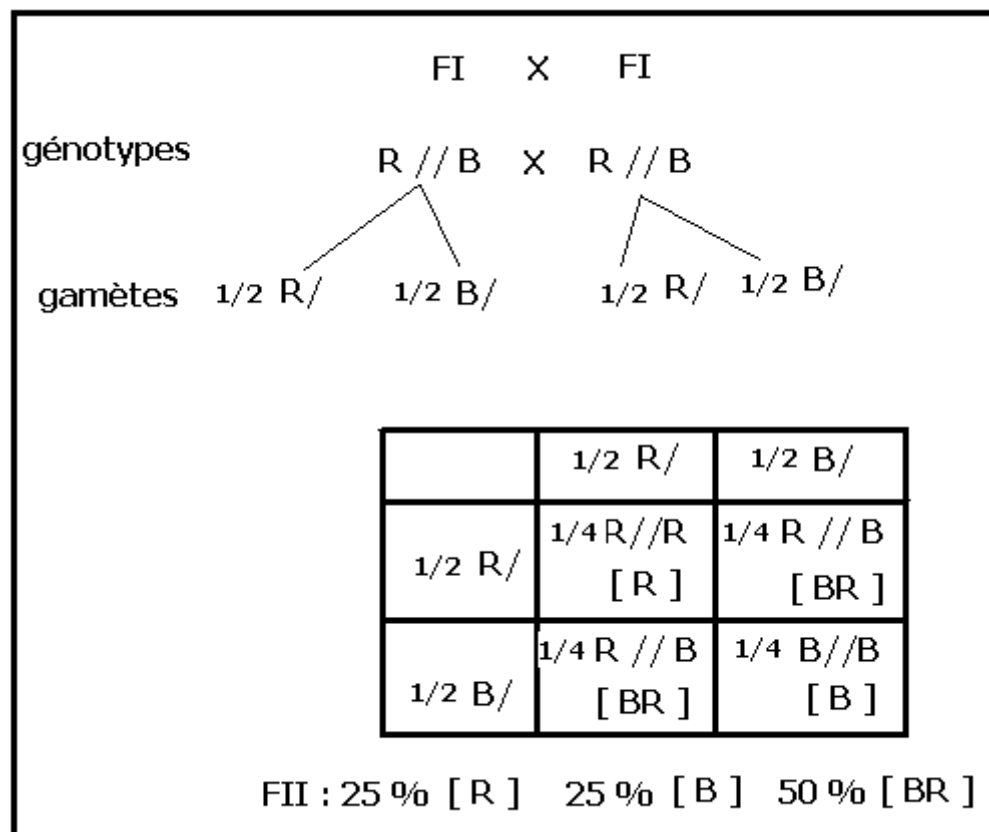 FI X FI
génotypes R // B X R // B
gamètes 1/2 R/ 1/2 B/ 1/2 R/ 1/2 B/
1/2 R/ 1/2 B/
1/2 R/ 1/4 R//R 1/4 R // B
[ R ] [ BR ]
1/2 B/ 1/4 R // B 1/4 B//B
[ BR ] [ B ]
FII : 25 % [ R ] 25 % [ B ] 50 % [ BR ]